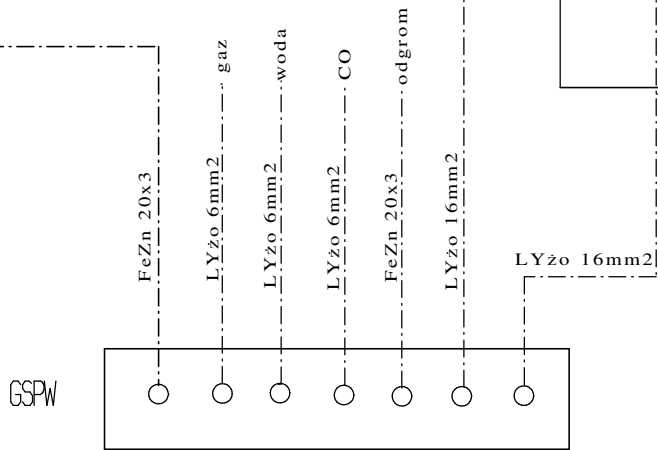 gaz
woda
CO
odgrom
FeZn 20x3
LYżo 6mm2
LYżo 6mm2
LYżo 6mm2
FeZn 20x3
LYżo 16mm2
LYżo 16mm2
GSPW